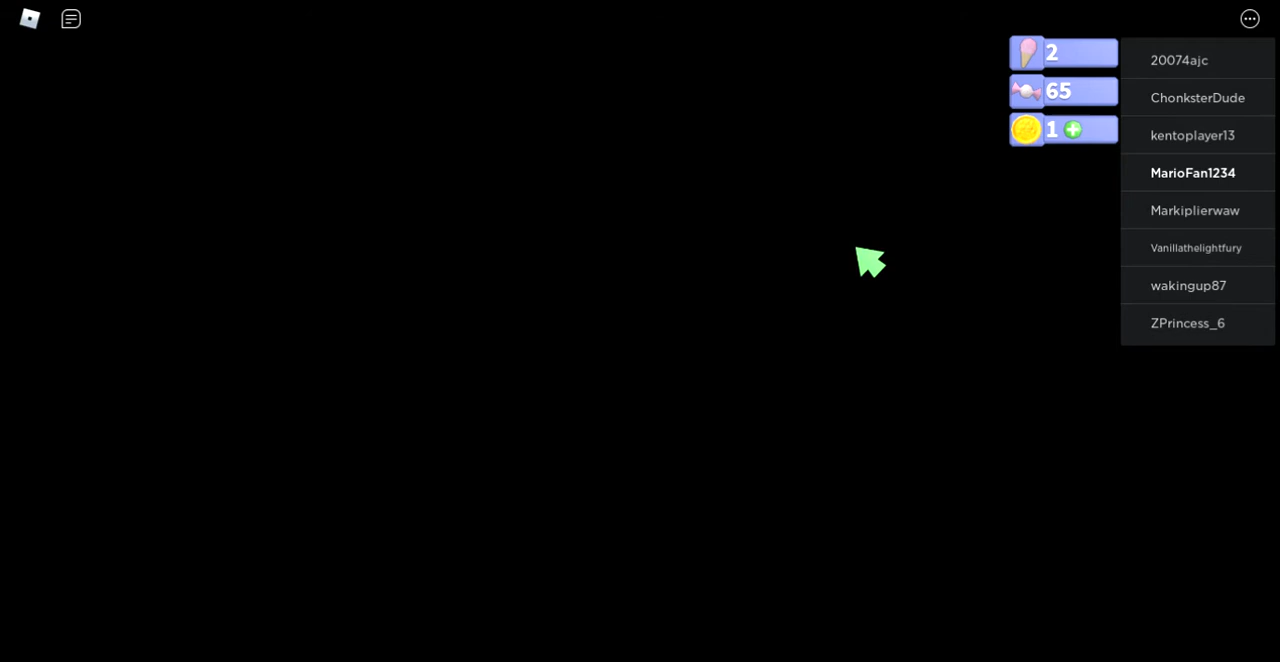 2
65
1
20074ajc
ChonksterDude
kentoplayer13
MarioFan1234
Markiplierwaw
Vanillathelightfury
wakingup87
ZPrincess_6